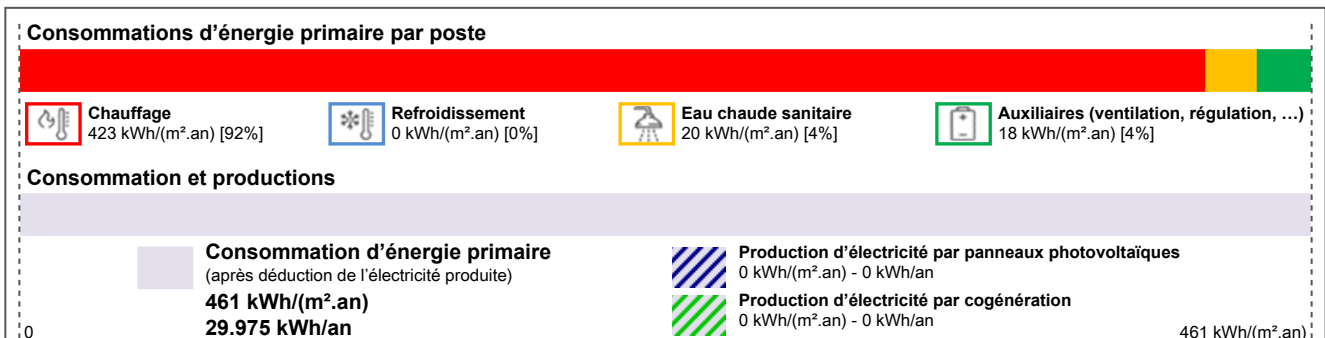 Consommations d'énergie primaire par poste
Chauffage
423 kWh/(m².an) [92%]
Refroidissement
0 kWh/(m².an) [0%]
Eau chaude sanitaire
20 kWh/(m².an) [4%]
Auxiliaires (ventilation, régulation, …)
18 kWh/(m².an) [4%]
Consommation et productions
Consommation d'énergie primaire
(après déduction de l'électricité produite)
461 kWh/(m².an)
29.975 kWh/an
Production d'électricité par panneaux photovoltaïques
0 kWh/(m².an) - 0 kWh/an
Production d'électricité par cogénération
0 kWh/(m².an) - 0 kWh/an
0
461 kWh/(m².an)